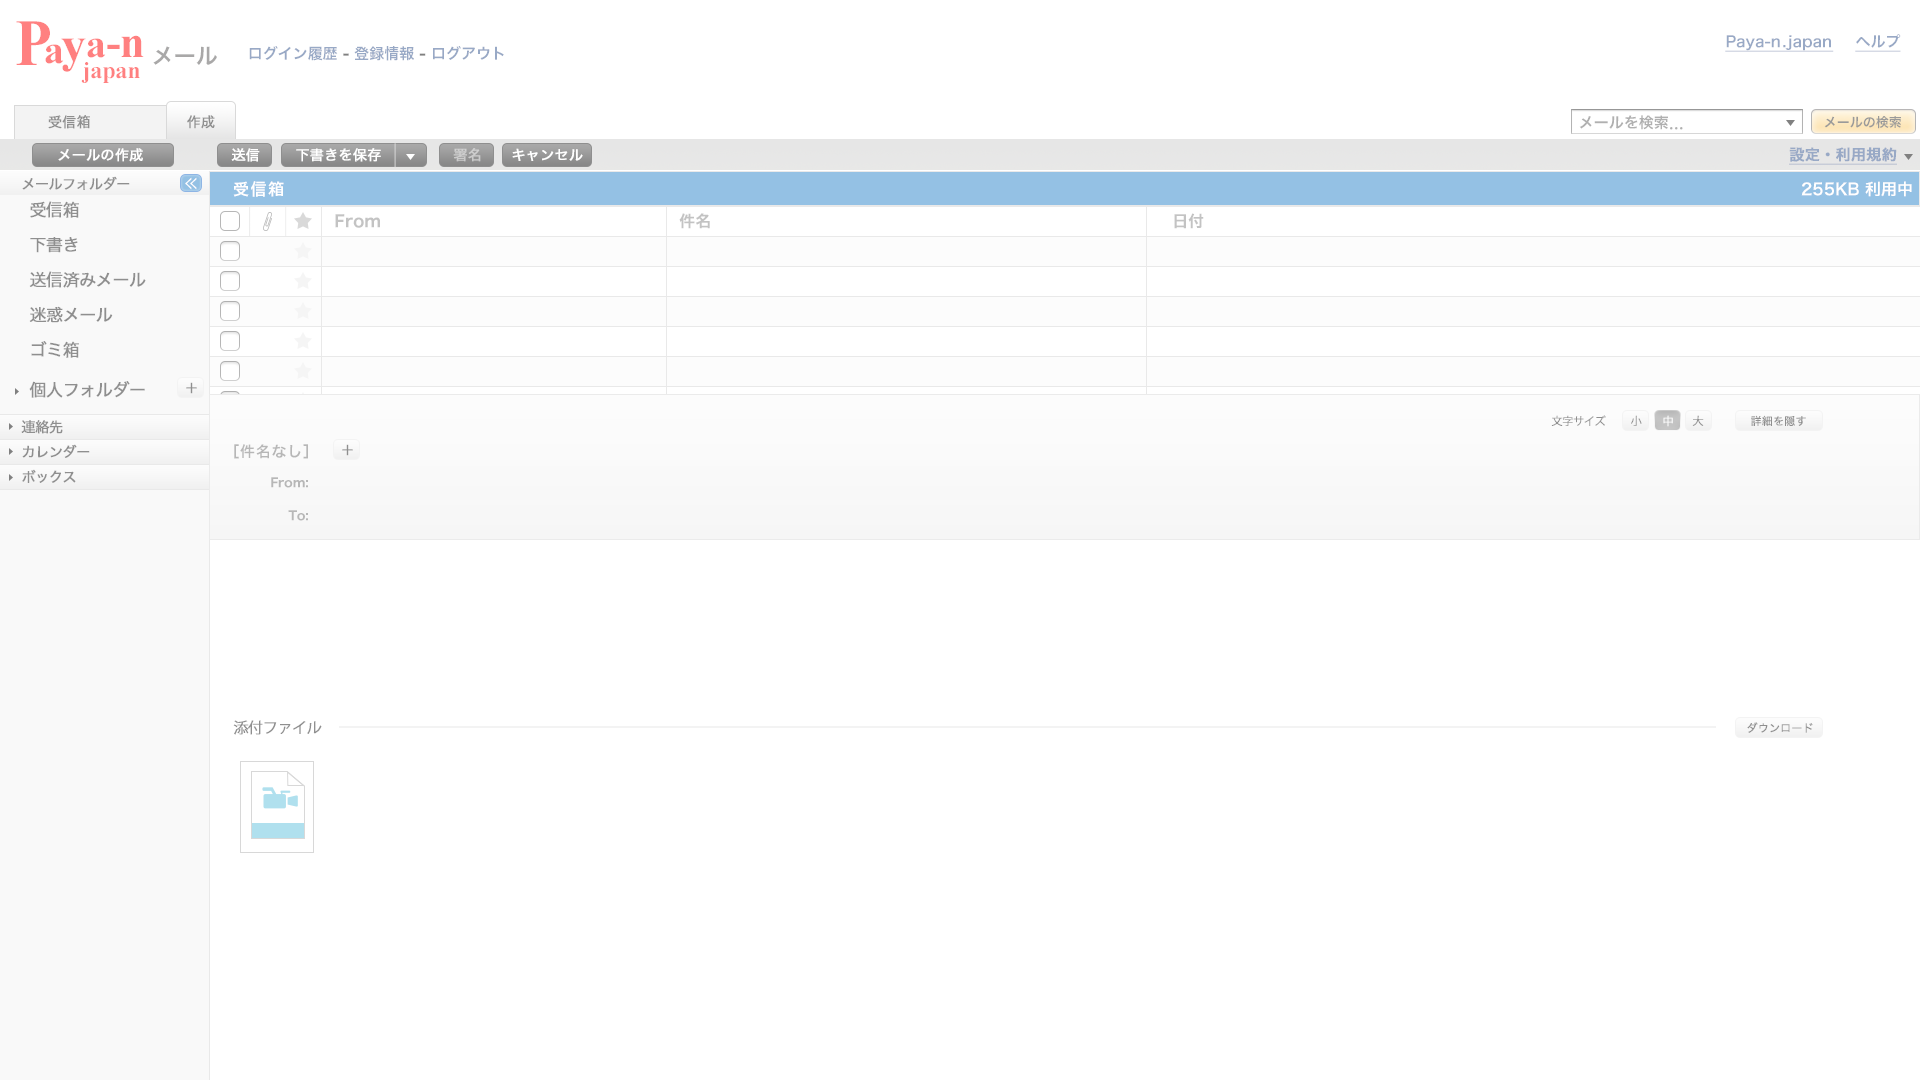 Paya-n
japan
メール
ログイン履歴 - 登録情報 - ログアウト
Paya-n.japan ヘルプ
受信箱
作成
メールを検索...
メールの検索
メールの作成
送信
下書きを保存
署名
キャンセル
設定・利用規約
メールフォルダー
受信箱
下書き
送信済みメール
迷惑メール
ゴミ箱
個人フォルダー
連絡先
カレンダー
ボックス
受信箱
255KB 利用中
From
件名
日付
文字サイズ 小 中 大
詳細を隠す
[件名なし]
From:
To:
添付ファイル
ダウンロード